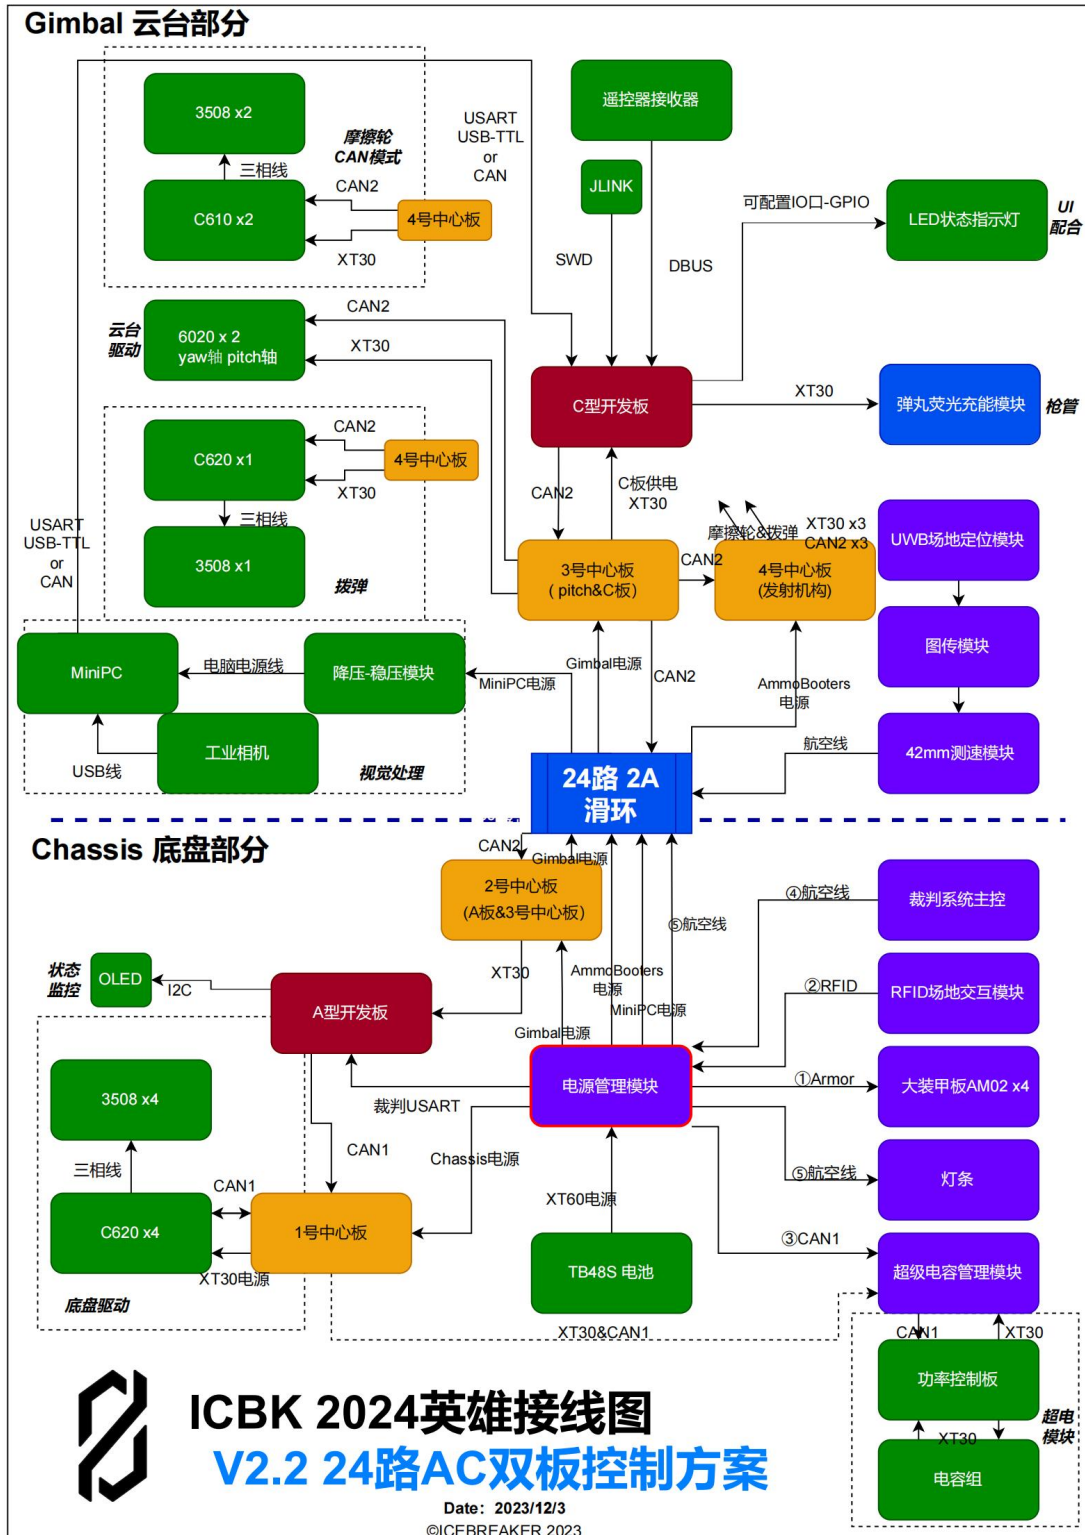 Gimbal 云台部分
3508 x2
三相线
摩擦轮
CAN模式
C610 x2
CAN2
XT30
4号中心板
USART
USB-TTL
or
CAN
遥控器接收器
JLINK
SWD
DBUS
可配置IO口-GPIO
LED状态指示灯
UI
配合
云台
驱动
6020 x 2
yaw轴 pitch轴
CAN2
XT30
C型开发板
XT30
弹丸荧光充能模块
枪管
C620 x1
CAN2
XT30
4号中心板
三相线
3508 x1
拨弹
USART
USB-TTL
or
CAN
CAN2
C板供电
XT30
3号中心板
( pitch&C板)
CAN2
摩擦轮&拨弹
XT30 x3
CAN2 x3
4号中心板
(发射机构)
UWB场地定位模块
图传模块
42mm测速模块
航空线
MiniPC
电脑电源线
降压-稳压模块
MiniPC电源
Gimbal电源
CAN2
AmmoBooters
电源
工业相机
USB线
视觉处理
24路 2A
滑环
Chassis 底盘部分
CAN2
Gimbal电源
2号中心板
(A板&3号中心板)
⑤航空线
④航空线
裁判系统主控
状态
监控
OLED
I2C
A型开发板
XT30
AmmoBooters
电源
MiniPC电源
Gimbal电源
②RFID
RFID场地交互模块
电源管理模块
①Armor
大装甲板AM02 x4
裁判USART
3508 x4
三相线
CAN1
CAN1
C620 x4
XT30电源
1号中心板
Chassis电源
底盘驱动
XT60电源
TB48S 电池
⑤航空线
灯条
③CAN1
超级电容管理模块
XT30&CAN1
CAN1
XT30
功率控制板
XT30
电容组
超电
模块
ICBK 2024英雄接线图
V2.2 24路AC双板控制方案
Date：2023/12/3
©ICEBREAKER 2023